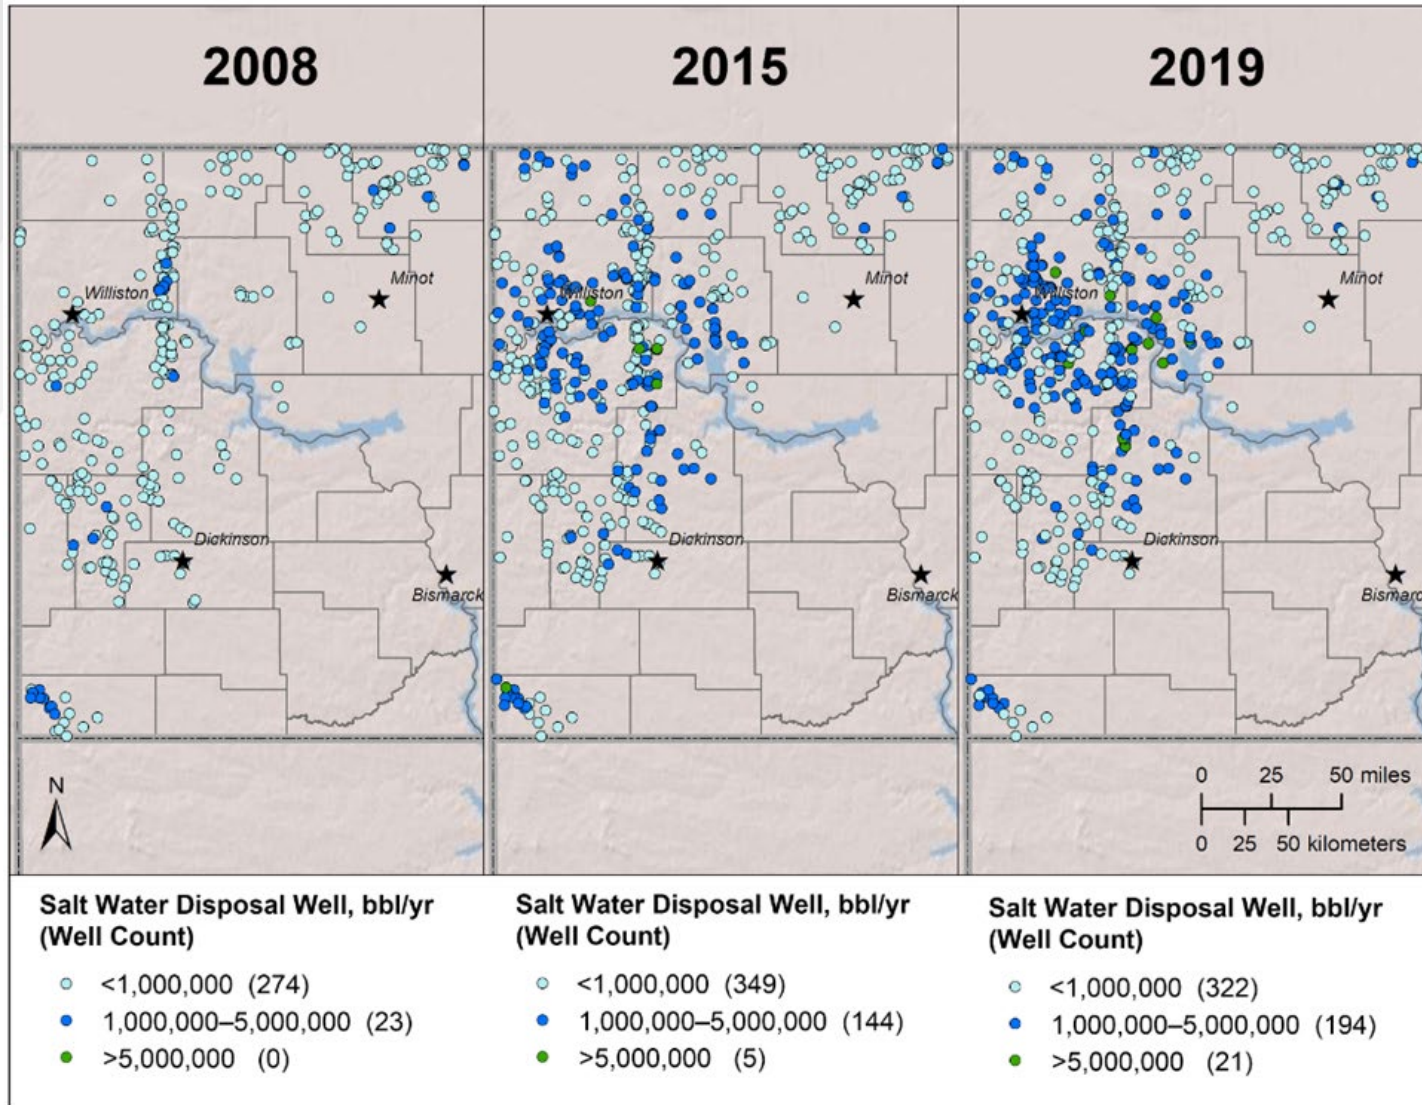 2008
2015
2019
Williston
Minot
Dickinson
Bismarck
Williston
Minot
Dickinson
Bismarck
Williston
Minot
Dickinson
Bismarc
N
0 25 50 miles
0 25 50 kilometers
Salt Water Disposal Well, bbl/yr
(Well Count)
<1,000,000 (274)
1,000,000–5,000,000 (23)
>5,000,000 (0)
Salt Water Disposal Well, bbl/yr
(Well Count)
<1,000,000 (349)
1,000,000–5,000,000 (144)
>5,000,000 (5)
Salt Water Disposal Well, bbl/yr
(Well Count)
<1,000,000 (322)
1,000,000–5,000,000 (194)
>5,000,000 (21)